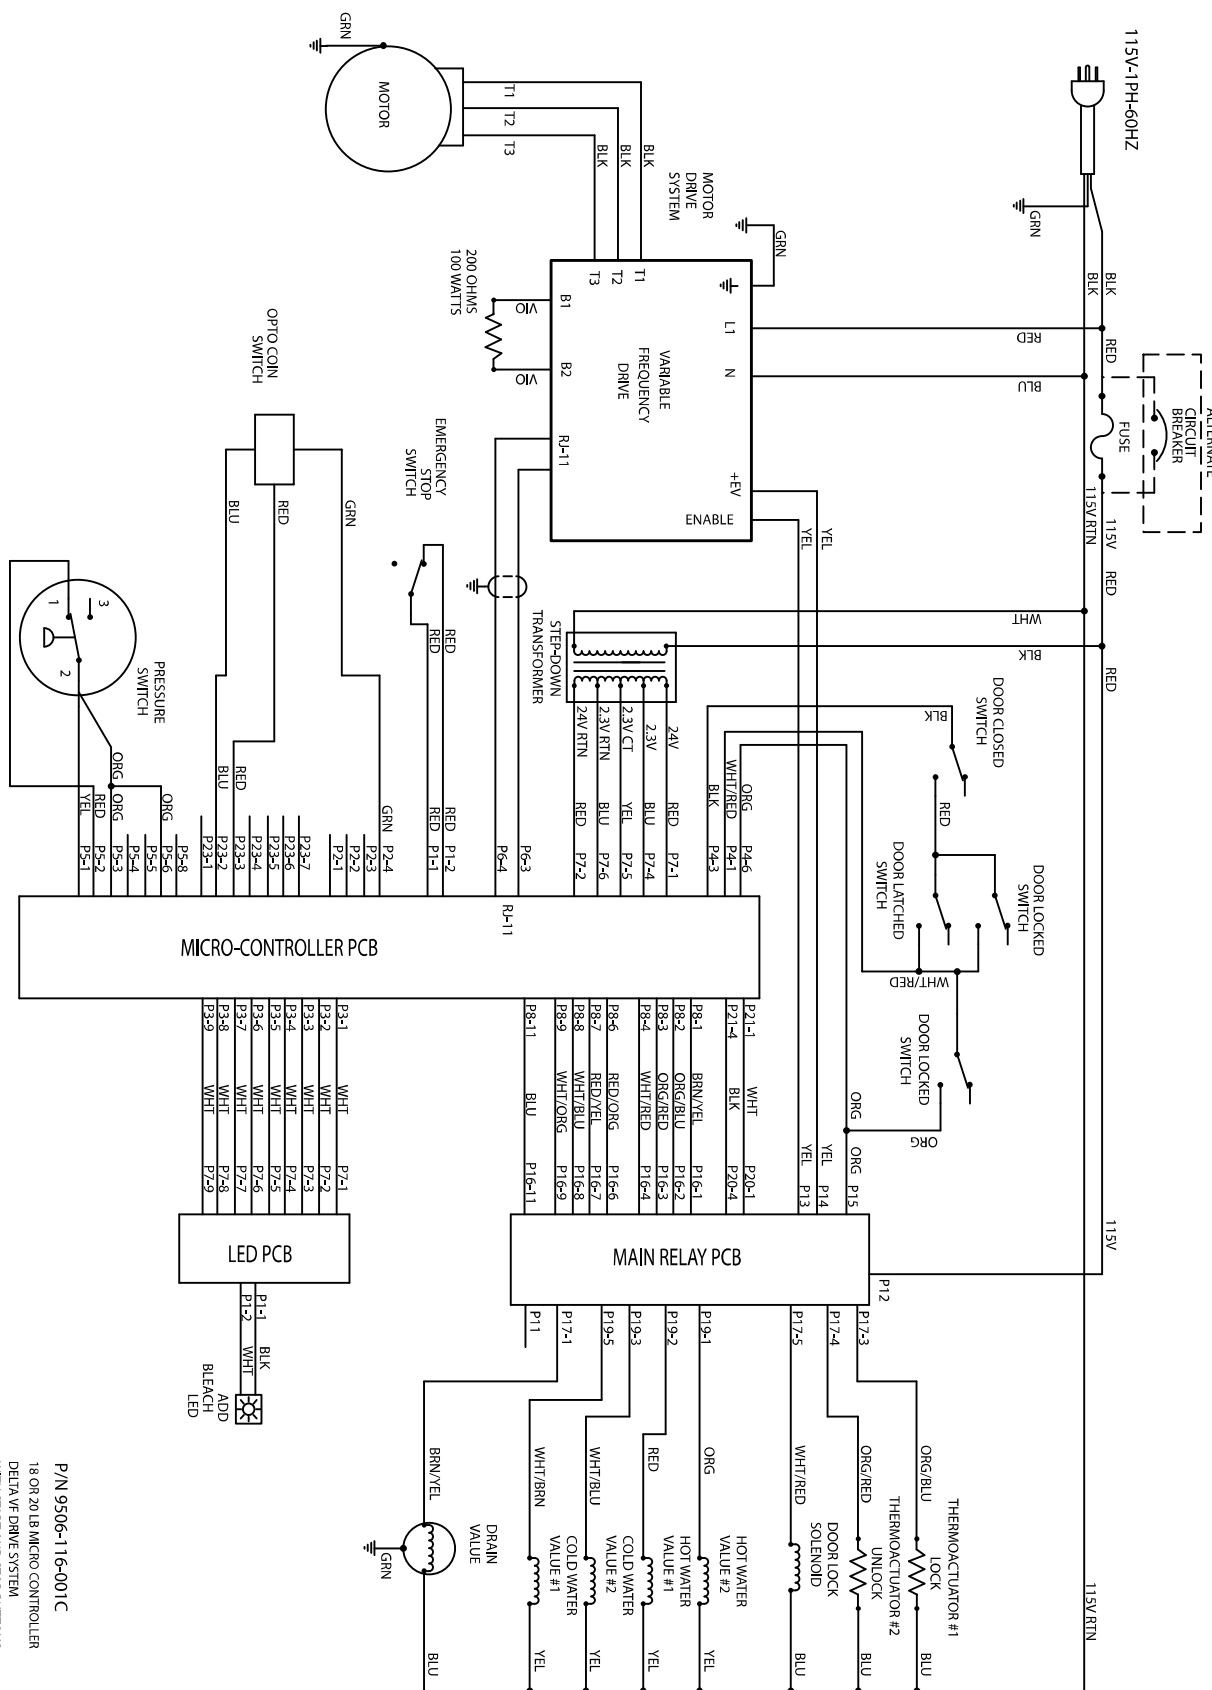 115V-1PH-60HZ
GRN
MOTOR
T1
T2
T3
BLK
BLK
BLK
MOTOR
DRIVE
SYSTEM
GRN
GRN
BLK
BLK
RED
BLU
RED
ALTERNATE
CIRCUIT
BREAKER
FUSE
115V
115V RTN
RED
T1
T2
T3
L1
N
B1
B2
VARIABLE
FREQUENCY
DRIVE
RJ-11
+EV
ENABLE
VIO
VIO
200 OHMS
100 WATTS
YEL
YEL
OPTO COIN
SWITCH
GRN
RED
BLU
EMERGENCY
STOP
SWITCH
RED
RED
STEP-DOWN
TRANSFORMER
WHT
BLK
RED
24V
2.3V
2.3V CT
2.3V RTN
24V RTN
RED
BLU
YEL
BLU
RED
PRESSURE
SWITCH
1
2
3
ORG
ORG
ORG
RED
YEL
BLU
RED
GRN
RED
RED
DOOR CLOSED
SWITCH
BLK
RED
DOOR LATCHED
SWITCH
DOOR LOCKED
SWITCH
WHT/RED
DOOR LOCKED
SWITCH
ORG
ORG
WHT/RED
BLK
P4-6
P4-1
P4-3
P7-1
P7-4
P7-5
P7-6
P7-2
P6-3
P6-4
P1-2
P1-1
P2-4
P2-3
P2-2
P2-1
P23-7
P23-6
P23-5
P23-4
P23-3
P23-2
P23-1
P5-8
P5-6
P5-5
P5-4
P5-3
P5-2
P5-1
RJ-11
MICRO-CONTROLLER PCB
P21-1
P21-4
P8-1
P8-2
P8-3
P8-4
P8-6
P8-7
P8-8
P8-9
P8-11
P3-1
P3-2
P3-3
P3-4
P3-5
P3-6
P3-7
P3-8
P3-9
WHT
BLK
BRN/YEL
ORG/BLU
ORG/RED
WHT/RED
RED/ORG
RED/YEL
WHT/BLU
WHT/ORG
BLU
WHT
WHT
WHT
WHT
WHT
WHT
WHT
WHT
WHT
ORG
ORG
YEL
YEL
P15
P14
P13
P20-1
P20-4
P16-1
P16-2
P16-3
P16-4
P16-6
P16-7
P16-8
P16-9
P16-11
P7-1
P7-2
P7-3
P7-4
P7-5
P7-6
P7-7
P7-8
P7-9
115V
MAIN RELAY PCB
LED PCB
P12
P17-3
P17-4
P17-5
P19-1
P19-2
P19-3
P19-5
P17-1
P11
P1-1
P1-2
BLK
WHT
ADD
BLEACH
LED
ORG/BLU
ORG/RED
WHT/RED
ORG
RED
WHT/BLU
WHT/BRN
BRN/YEL
THERMOACTUATOR #1
LOCK
THERMOACTUATOR #2
UNLOCK
DOOR LOCK
SOLENOID
HOT WATER
VALUE #2
HOT WATER
VALUE #1
COLD WATER
VALUE #2
COLD WATER
VALUE #1
DRAIN
VALUE
GRN
115V RTN
BLU
BLU
BLU
YEL
YEL
YEL
YEL
BLU
P/N 9506-116-001C
18 OR 20 LB MICRO CONTROLLER
DELTA VF DRIVE SYSTEM